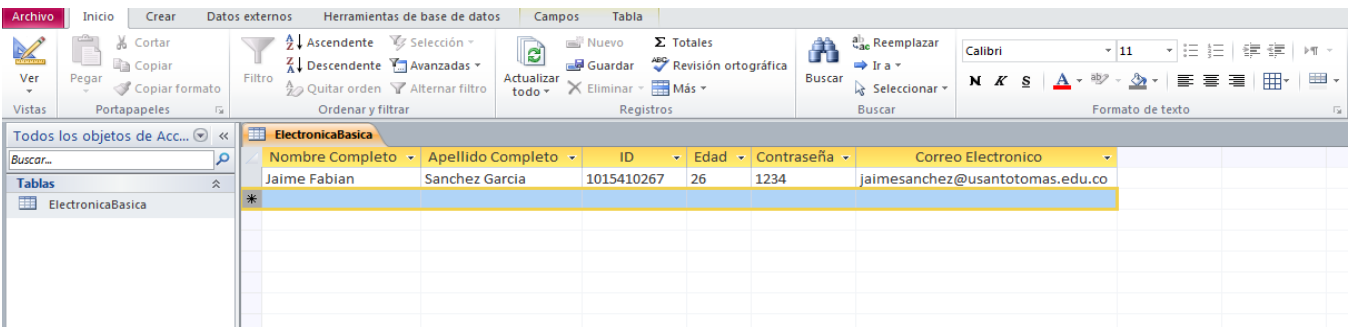 Archivo Inicio Crear Datos externos Herramientas de base de datos Campos Tabla
Ver
Vistas
Pegar
Cortar
Copiar
Copiar formato
Portapapeles
Filtro
Ascendente
Descendente
Quitar orden
Selección
Avanzadas
Alternar filtro
Ordenar y filtrar
Actualizar
todo
Nuevo
Guardar
Eliminar
Totales
Revisión ortográfica
Más
Registros
Buscar
Reemplazar
Ir a
Seleccionar
Buscar
Calibri 11
N K S
Formato de texto
Todos los objetos de Acc...
Buscar...
Tablas
ElectronicaBasica
ElectronicaBasica
Nombre Completo Apellido Completo ID Edad Contraseña Correo Electronico
Jaime Fabian Sanchez Garcia 1015410267 26 1234 jaimesanchez@usantotomas.edu.co